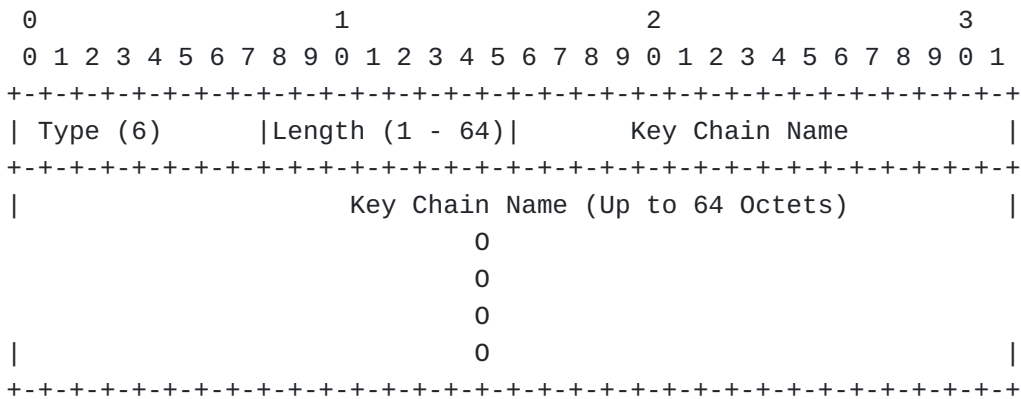 0                   1                   2                   3
 0 1 2 3 4 5 6 7 8 9 0 1 2 3 4 5 6 7 8 9 0 1 2 3 4 5 6 7 8 9 0 1
+-+-+-+-+-+-+-+-+-+-+-+-+-+-+-+-+-+-+-+-+-+-+-+-+-+-+-+-+-+-+-+-+
| Type (6)      |Length (1 - 64)|       Key Chain Name          |
+-+-+-+-+-+-+-+-+-+-+-+-+-+-+-+-+-+-+-+-+-+-+-+-+-+-+-+-+-+-+-+-+
|                     Key Chain Name (Up to 64 Octets)          |
                              O
                              O
                              O
|                             O                                 |
+-+-+-+-+-+-+-+-+-+-+-+-+-+-+-+-+-+-+-+-+-+-+-+-+-+-+-+-+-+-+-+-+